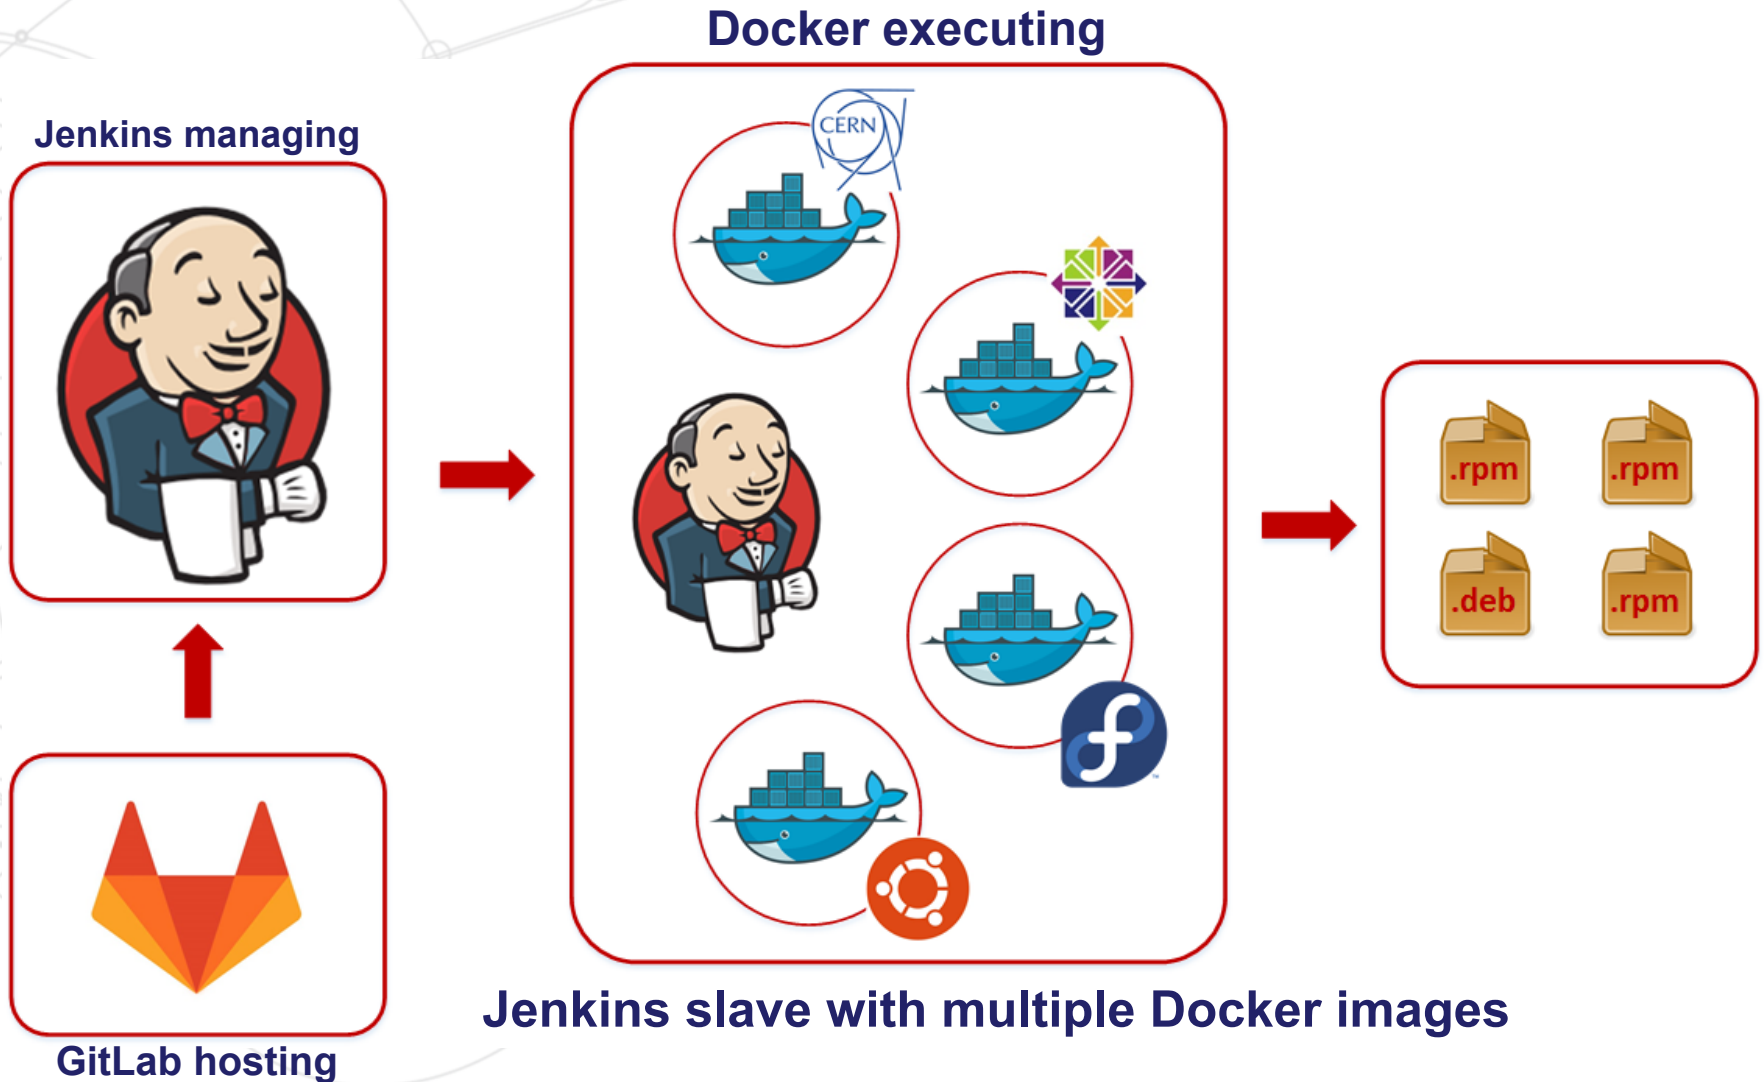 Docker executing
Jenkins managing
CERN
.rpm
.rpm
.deb
.rpm
Jenkins slave with multiple Docker images
GitLab hosting